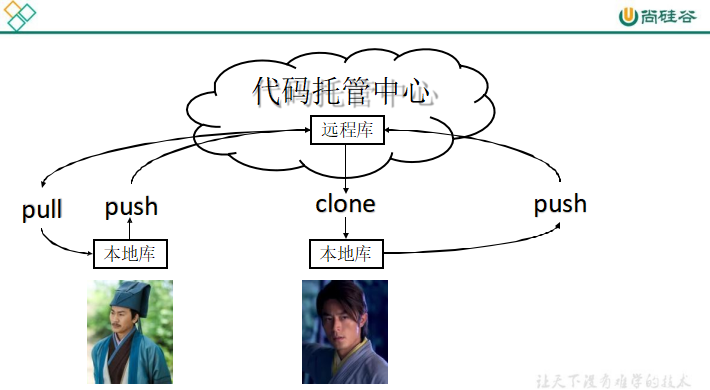 尚硅谷
代码托管中心
远程库
pull
push
clone
push
本地库
本地库
让天下没有难学的技术